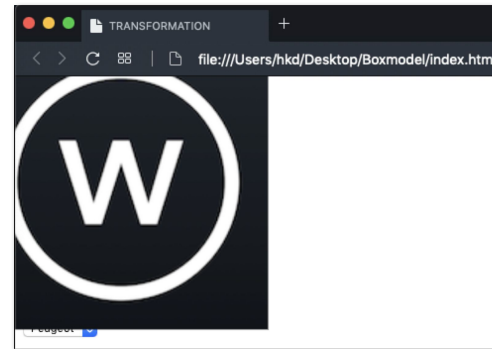 TRANSFORMATION
file:///Users/hkd/Desktop/Boxmodel/index.htm
W
Peugeot